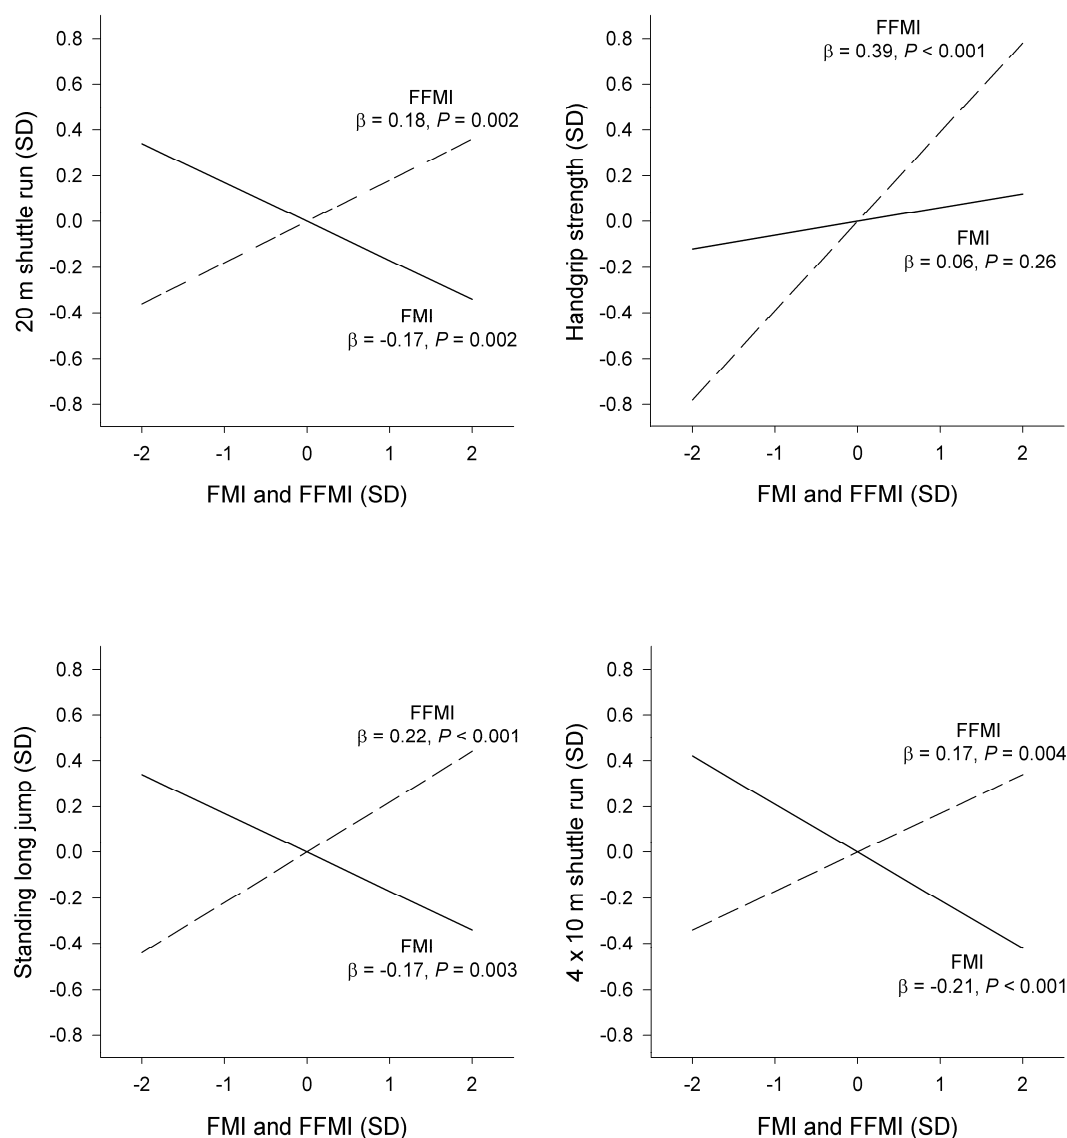 20 m shuttle run (SD)
0.8
0.6
0.4
0.2
0.0
-0.2
-0.4
-0.6
-0.8
FFMI
β = 0.18, P = 0.002
FMI
β = -0.17, P = 0.002
-2 -1 0 1 2
FMI and FFMI (SD)
Handgrip strength (SD)
0.8
0.6
0.4
0.2
0.0
-0.2
-0.4
-0.6
-0.8
FFMI
β = 0.39, P < 0.001
FMI
β = 0.06, P = 0.26
-2 -1 0 1 2
FMI and FFMI (SD)
Standing long jump (SD)
0.8
0.6
0.4
0.2
0.0
-0.2
-0.4
-0.6
-0.8
FFMI
β = 0.22, P < 0.001
FMI
β = -0.17, P = 0.003
-2 -1 0 1 2
FMI and FFMI (SD)
4 x 10 m shuttle run (SD)
0.8
0.6
0.4
0.2
0.0
-0.2
-0.4
-0.6
-0.8
FFMI
β = 0.17, P = 0.004
FMI
β = -0.21, P < 0.001
-2 -1 0 1 2
FMI and FFMI (SD)